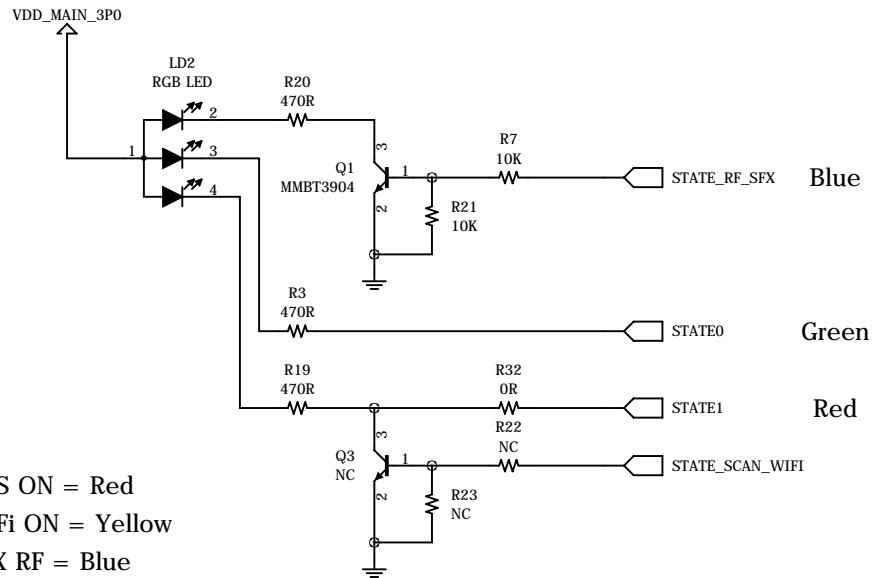 VDD_MAIN_3P0
LD2
RGB LED
R20
470R
2
1
3
4
3
Q1
MMBT3904
1
2
R7
10K
STATE_RF_SFX
Blue
R21
10K
R3
470R
STATE0
Green
R19
470R
R32
0R
STATE1
Red
R22
NC
3
Q3
NC
1
2
STATE_SCAN_WIFI
R23
NC
S ON = Red
Fi ON = Yellow
X RF = Blue